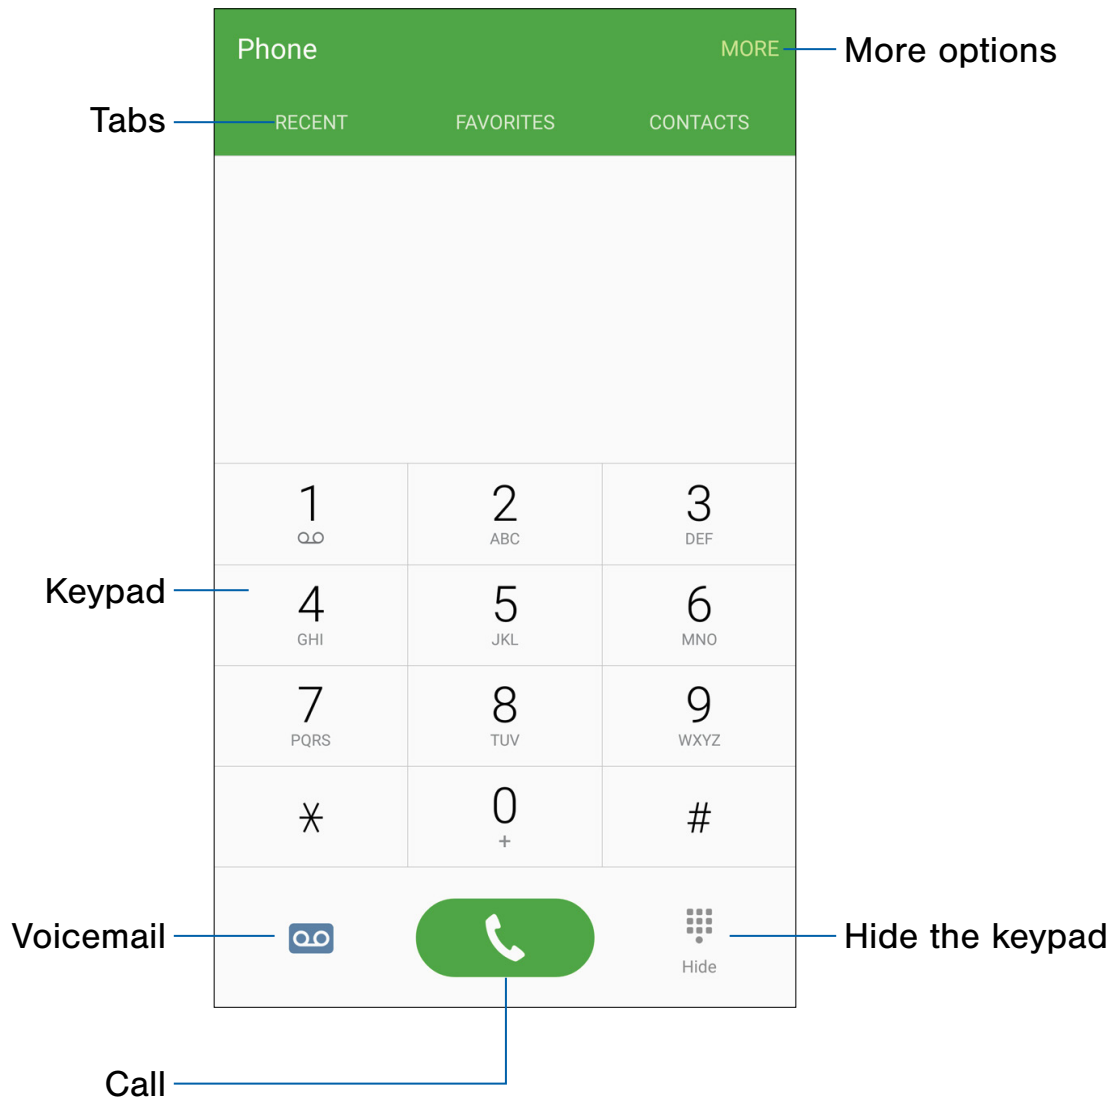 Phone
MORE
More options
Tabs
RECENT
FAVORITES
CONTACTS
1
2
ABC
3
DEF
Keypad
4
GHI
5
JKL
6
MNO
7
PQRS
8
TUV
9
WXYZ
*
0
+
#
Voicemail
Hide
Hide the keypad
Call